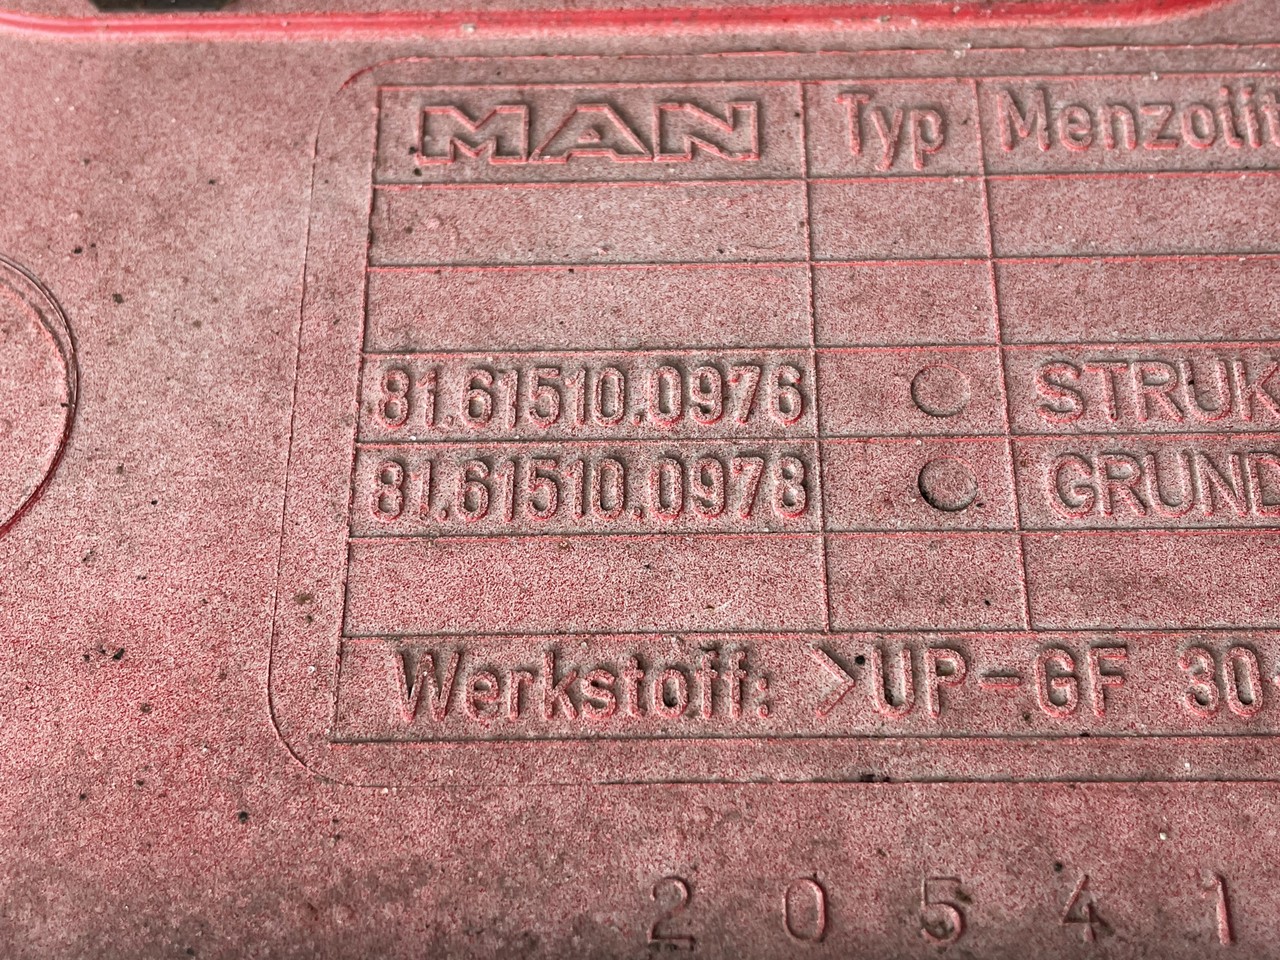 MAN Typ Menzolit
81.61510.0976 STRUK
81.61510.0978 GRUND
Werkstoff: >UP-GF 30
2 0 5 4 1